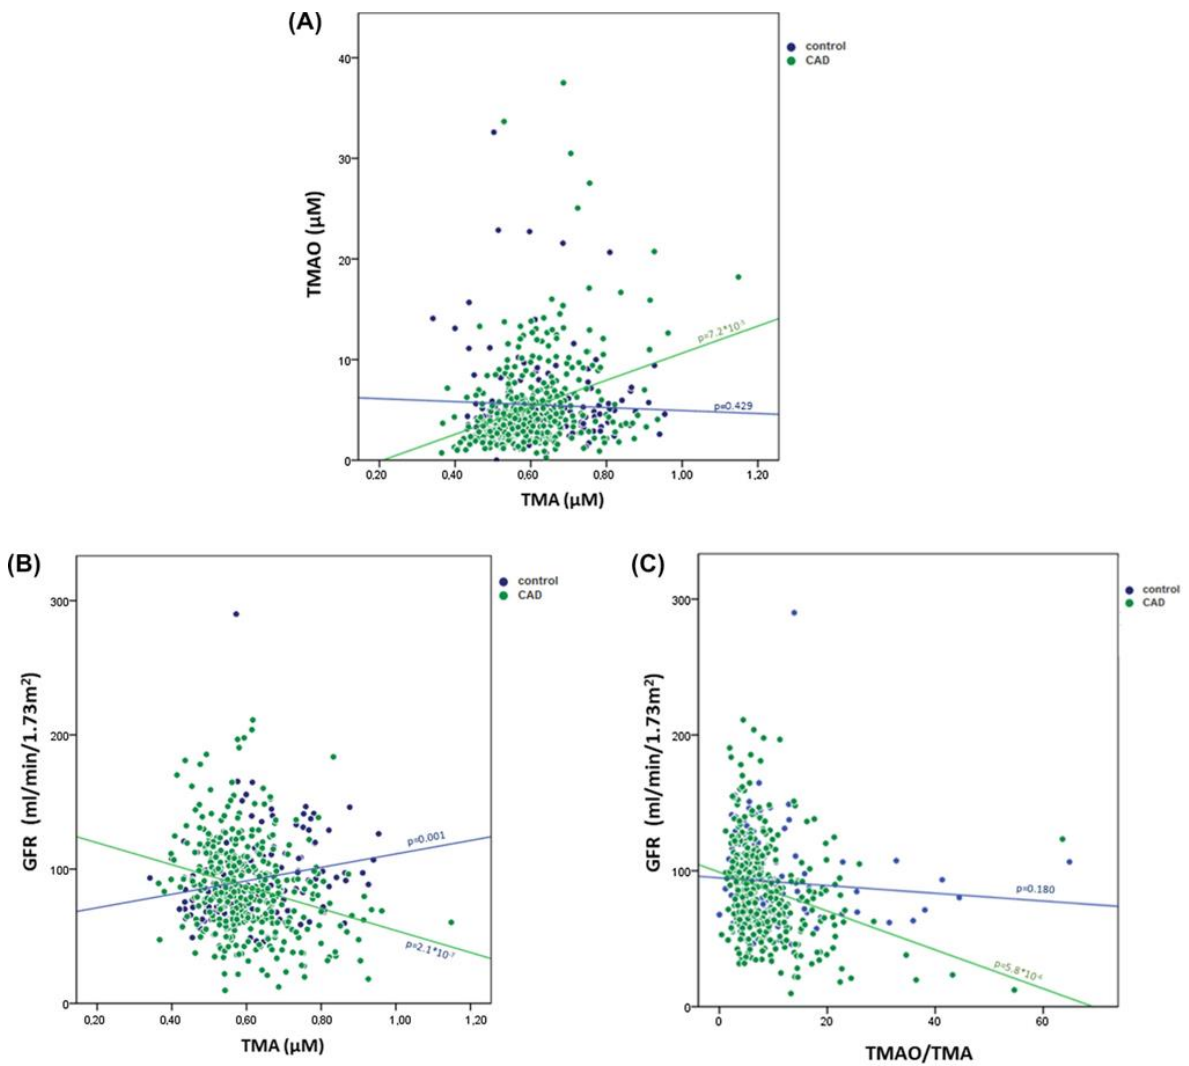 (A)
control
CAD
40
30
20
10
0
TMAO (μM)
p=7.2*10⁻⁵
p=0.429
0,20 0,40 0,60 0,80 1,00 1,20
TMA (μM)
(B)
control
CAD
300
200
100
0
GFR (ml/min/1.73m²)
p=0.001
p=2.1*10⁻⁷
0,20 0,40 0,60 0,80 1,00 1,20
TMA (μM)
(C)
control
CAD
300
200
100
0
GFR (ml/min/1.73m²)
p=0.180
p=5.8*10⁻⁶
0 20 40 60
TMAO/TMA